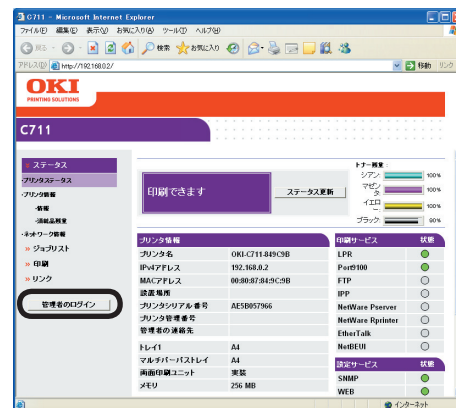 C711 - Microsoft Internet Explorer
ファイル(F) 編集(E) 表示(V) お気に入り(A) ツール(T) ヘルプ(H)
戻る 検索 お気に入り
アドレス(D) http://192.168.0.2/ 移動 リンク
OKI
PRINTING SOLUTIONS
C711
ステータス
・プリンタステータス
・プリンタ情報
・情報
・消耗品残量
・ネットワーク情報
» ジョブリスト
» 印刷
» リンク
管理者のログイン
印刷できます
ステータス更新
トナー残量:
シアン 100%
マゼンタ 100%
イエロー 100%
ブラック 90%
プリンタ情報
プリンタ名 OKI-C711-849C9B
IPv4アドレス 192.168.0.2
MACアドレス 00:80:87:84:9C:9B
設置場所
プリンタシリアル番号 AE5B057966
プリンタ管理番号
管理者の連絡先
トレイ1 A4
マルチパーパストレイ A4
両面印刷ユニット 実装
メモリ 256 MB
印刷サービス 状態
LPR
Port9100
FTP
IPP
NetWare Pserver
NetWare Rprinter
EtherTalk
NetBEUI
設定サービス 状態
SNMP
WEB
インターネット